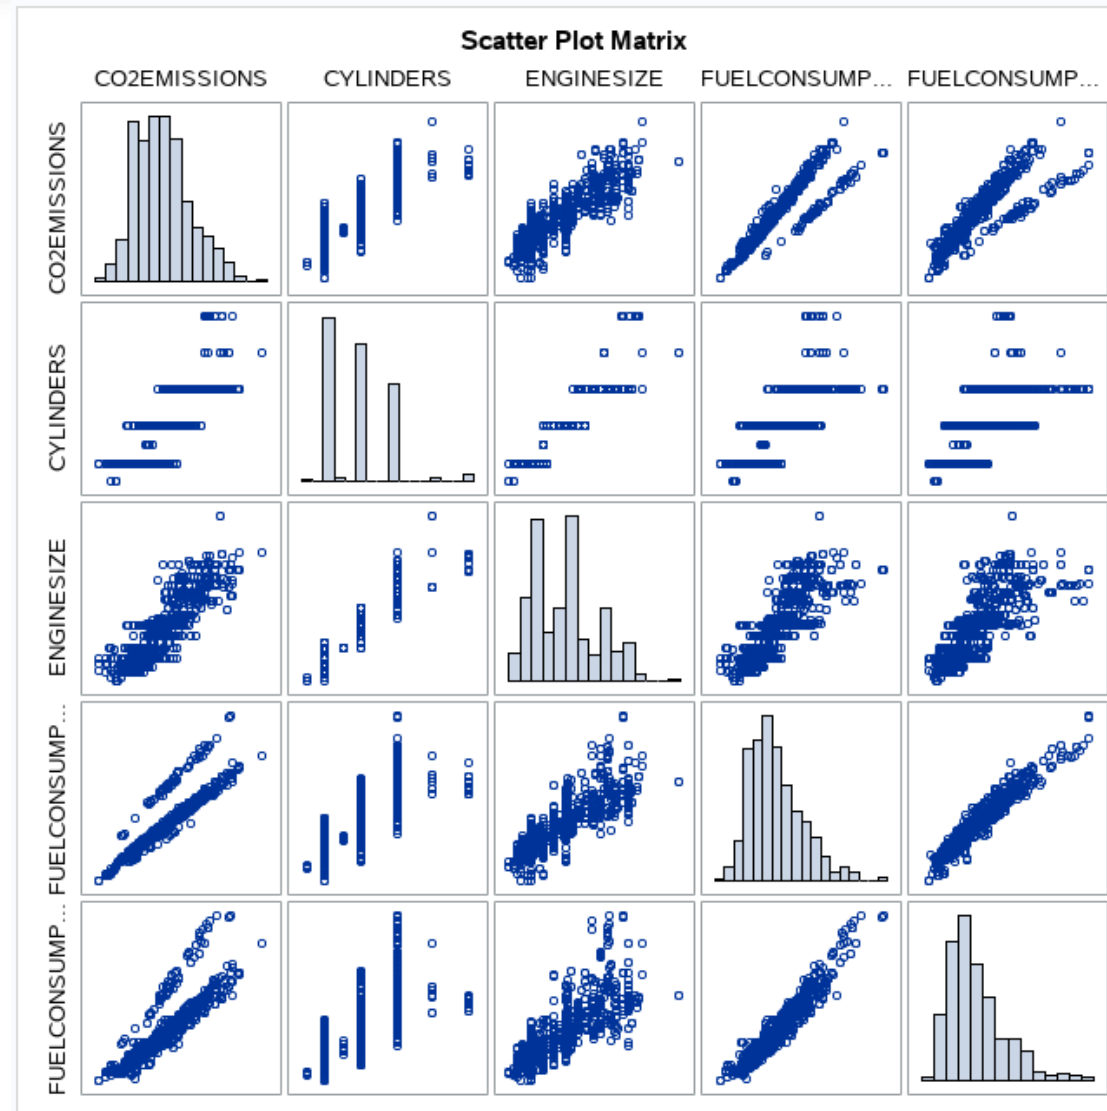 Scatter Plot Matrix
CO2EMISSIONS CYLINDERS ENGINESIZE FUELCONSUMP... FUELCONSUMP...
CO2EMISSIONS
CYLINDERS
ENGINESIZE
FUELCONSUMP...
FUELCONSUMP...